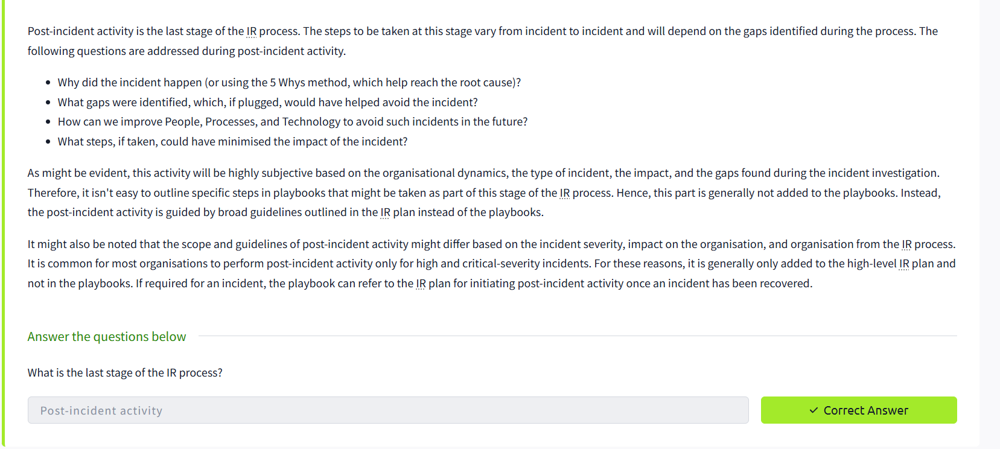 Post-incident activity is the last stage of the IR process. The steps to be taken at this stage vary from incident to incident and will depend on the gaps identified during the process. The
following questions are addressed during post-incident activity.
• Why did the incident happen (or using the 5 Whys method, which help reach the root cause)?
• What gaps were identified, which, if plugged, would have helped avoid the incident?
• How can we improve People, Processes, and Technology to avoid such incidents in the future?
• What steps, if taken, could have minimised the impact of the incident?
As might be evident, this activity will be highly subjective based on the organisational dynamics, the type of incident, the impact, and the gaps found during the incident investigation.
Therefore, it isn't easy to outline specific steps in playbooks that might be taken as part of this stage of the IR process. Hence, this part is generally not added to the playbooks. Instead,
the post-incident activity is guided by broad guidelines outlined in the IR plan instead of the playbooks.
It might also be noted that the scope and guidelines of post-incident activity might differ based on the incident severity, impact on the organisation, and organisation from the IR process.
It is common for most organisations to perform post-incident activity only for high and critical-severity incidents. For these reasons, it is generally only added to the high-level IR plan and
not in the playbooks. If required for an incident, the playbook can refer to the IR plan for initiating post-incident activity once an incident has been recovered.
Answer the questions below
What is the last stage of the IR process?
Post-incident activity
✓ Correct Answer